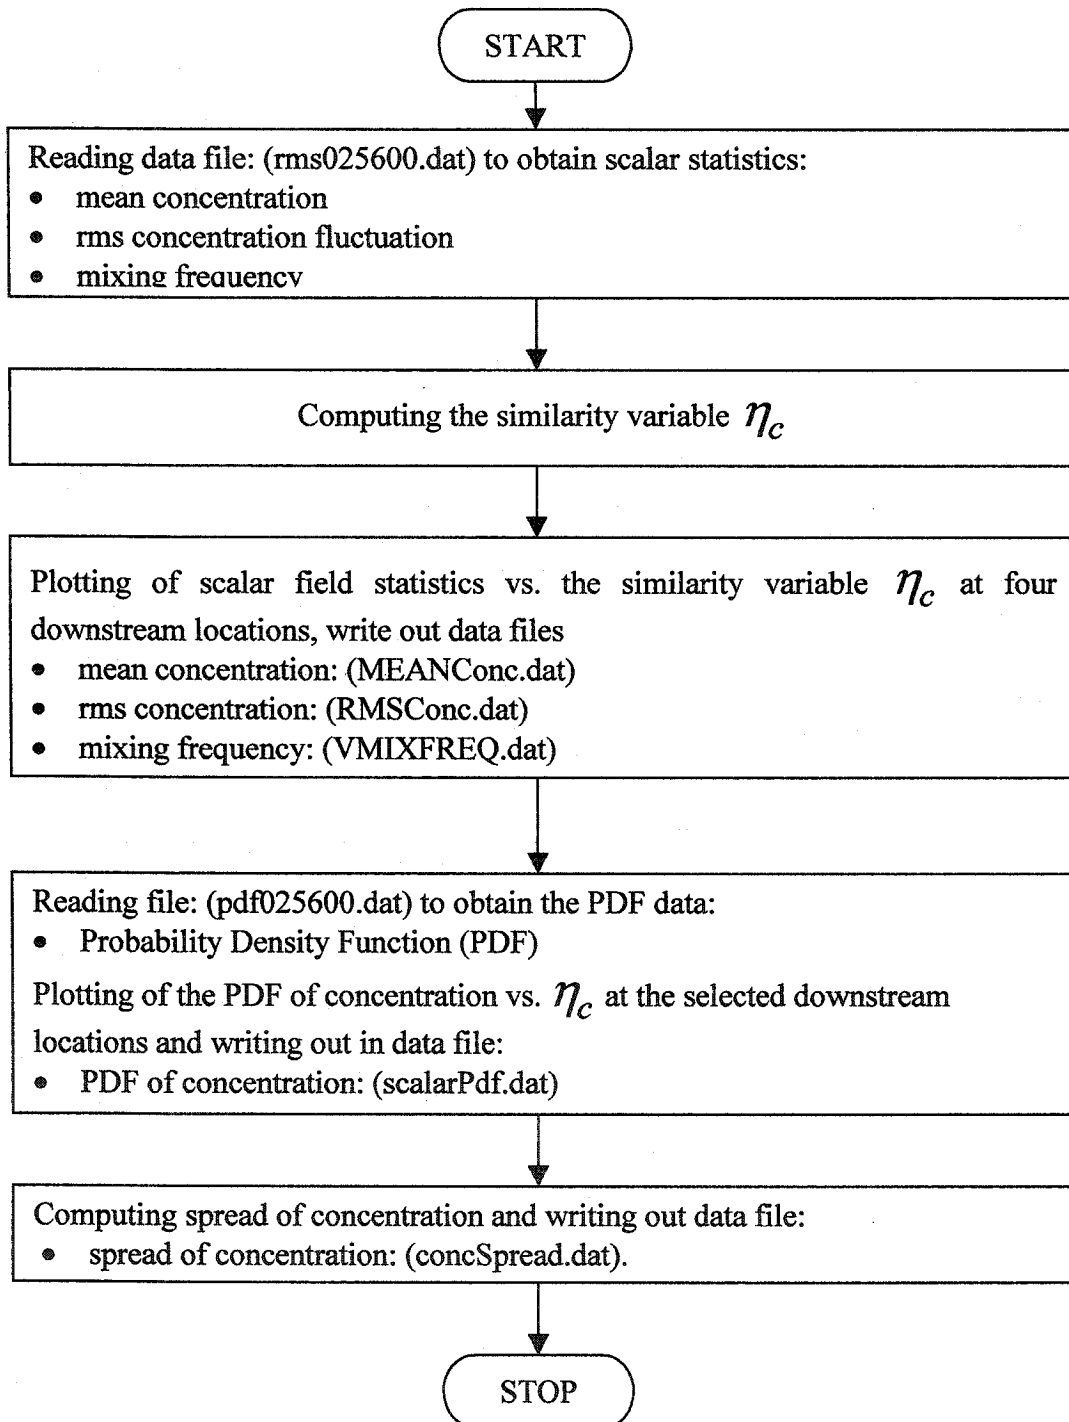 START
Reading data file: (rms025600.dat) to obtain scalar statistics:
• mean concentration
• rms concentration fluctuation
• mixing frequency
Computing the similarity variable η_c
Plotting of scalar field statistics vs. the similarity variable η_c at four
downstream locations, write out data files
• mean concentration: (MEANConc.dat)
• rms concentration: (RMSConc.dat)
• mixing frequency: (VMIXFREQ.dat)
Reading file: (pdf025600.dat) to obtain the PDF data:
• Probability Density Function (PDF)
Plotting of the PDF of concentration vs. η_c at the selected downstream
locations and writing out in data file:
• PDF of concentration: (scalarPdf.dat)
Computing spread of concentration and writing out data file:
• spread of concentration: (concSpread.dat).
STOP